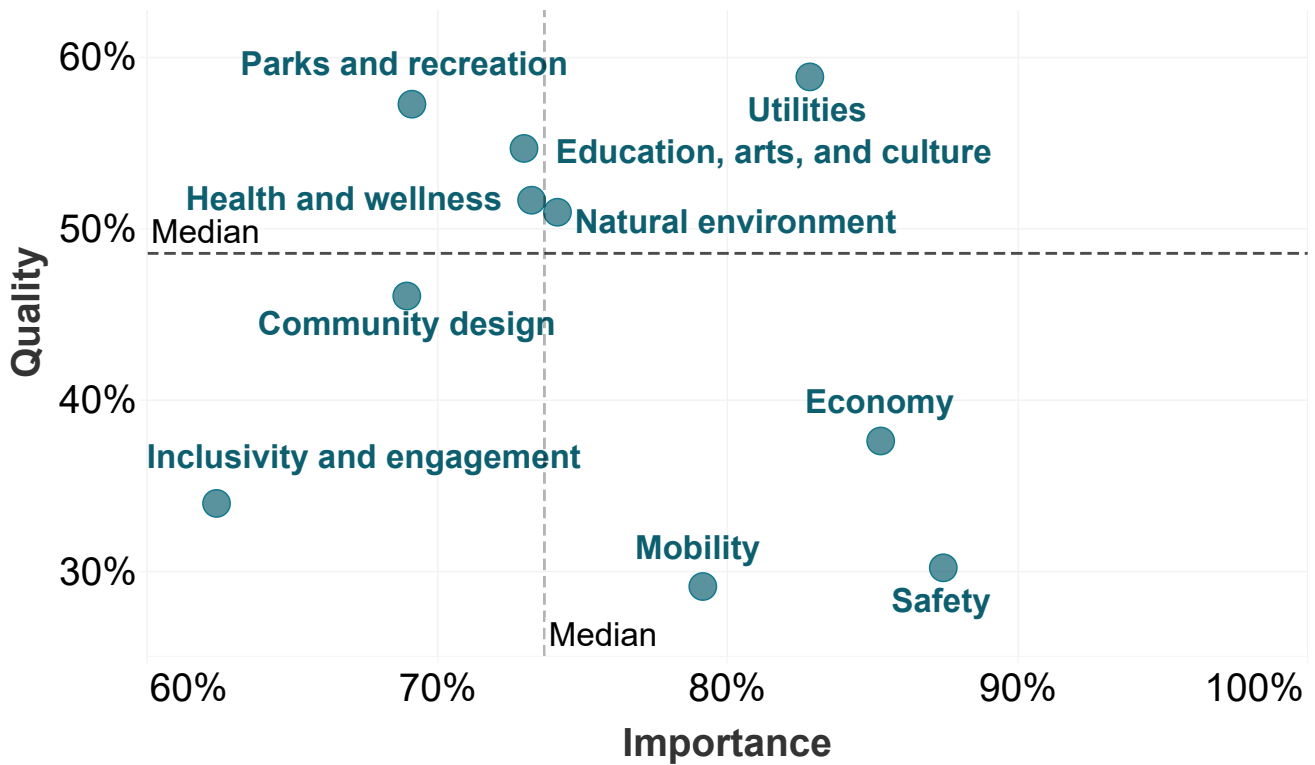 60%
Parks and recreation
Utilities
Education, arts, and culture
Health and wellness
Natural environment
50%
Median
Quality
Community design
40%
Economy
Inclusivity and engagement
Mobility
30%
Safety
Median
60%
70%
80%
90%
100%
Importance